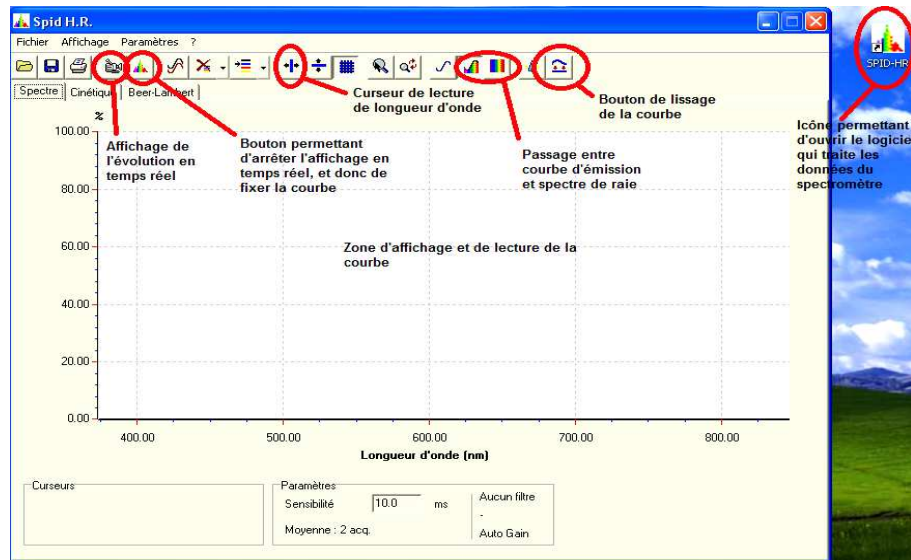 Spid H.R.
Fichier Affichage Paramètres ?
SPID-HR
Spectre Cinétique Beer-Lambert
Curseur de lecture
de longueur d'onde
Bouton de lissage
de la courbe
Icône permettant
d'ouvrir le logicie
qui traite les
données du
spectromètre
%
Affichage de
l'évolution en
temps réel
Bouton permettant
d'arrêter l'affichage en
temps réel, et donc de
fixer la courbe
Passage entre
courbe d'émission
et spectre de raie
Zone d'affichage et de lecture de la
courbe
100.00
80.00
60.00
40.00
20.00
0.00
400.00 500.00 600.00 700.00 800.00
Longueur d'onde (nm)
Curseurs
Paramètres
Sensibilité 10.0 ms
Moyenne : 2 acq.
Aucun filtre
-
Auto Gain